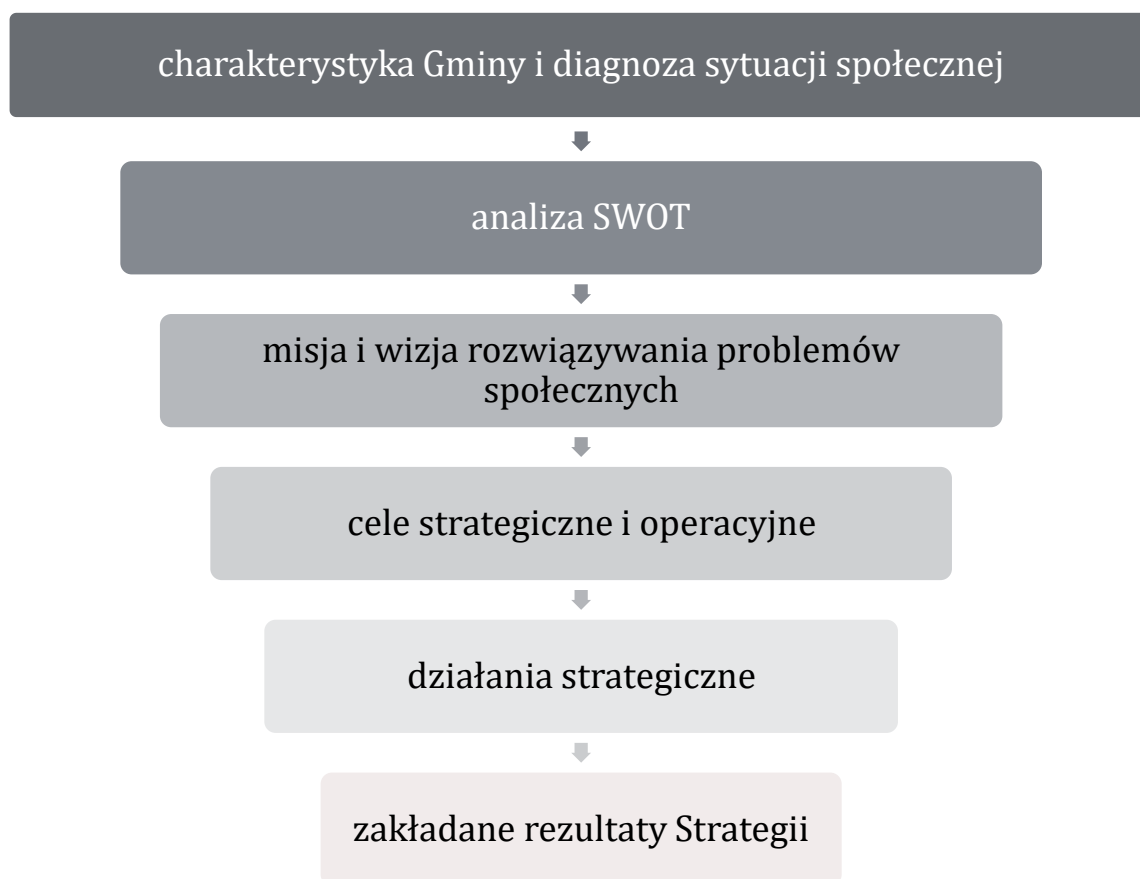 charakterystyka Gminy i diagnoza sytuacji społecznej
analiza SWOT
misja i wizja rozwiązywania problemów
społecznych
cele strategiczne i operacyjne
działania strategiczne
zakładane rezultaty Strategii